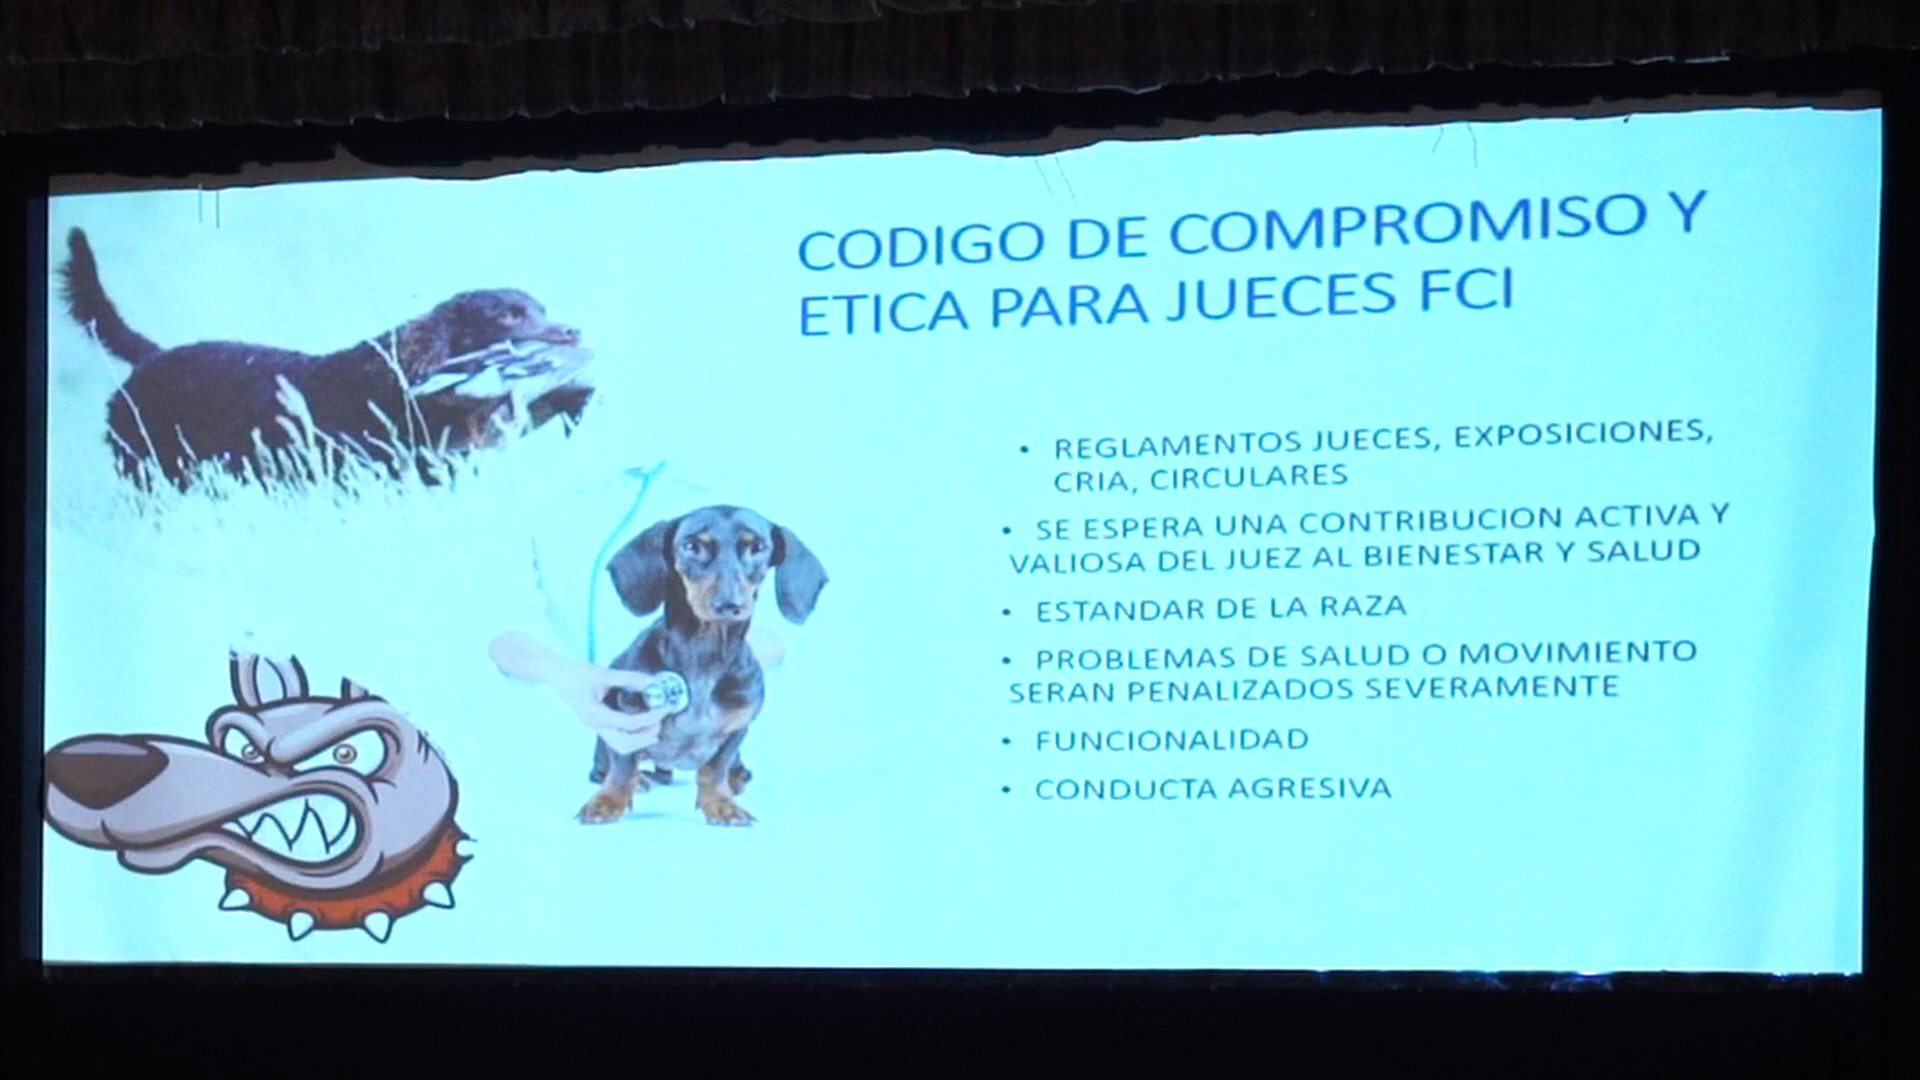 CODIGO DE COMPROMISO Y
ETICA PARA JUECES FCI
• REGLAMENTOS JUECES, EXPOSICIONES,
CRIA, CIRCULARES
• SE ESPERA UNA CONTRIBUCION ACTIVA Y
VALIOSA DEL JUEZ AL BIENESTAR Y SALUD
• ESTANDAR DE LA RAZA
• PROBLEMAS DE SALUD O MOVIMIENTO
SERAN PENALIZADOS SEVERAMENTE
• FUNCIONALIDAD
• CONDUCTA AGRESIVA